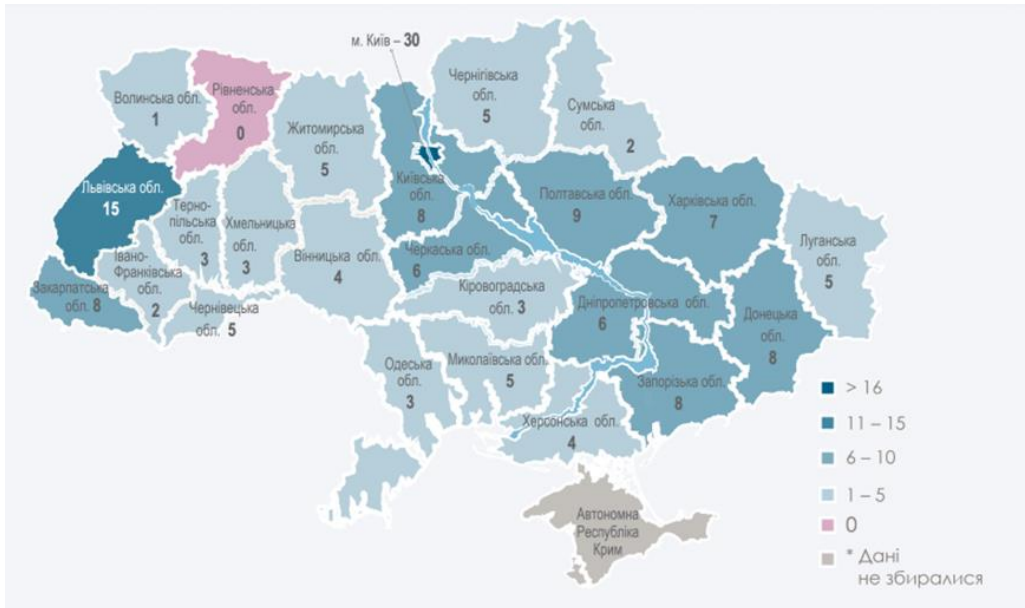 м. Київ – 30
Волинська обл.
1
Рівненська
обл.
0
Житомирська
обл.
5
Чернігівська
обл.
5
Сумська
обл.
2
Львівська обл.
15
Терно-
пільська
обл.
3
Хмельницька
обл.
3
Київська
обл.
8
Полтавська обл.
9
Харківська обл.
7
Луганська
обл.
5
Івано-
Франківська
обл.
2
Закарпатська 8
обл.
Чернівецька
обл. 5
Вінницька обл.
4
Черкаська обл.
6
Кіровоградська
обл. 3
Дніпропетровська обл.
6
Донецька
обл.
8
Одеська
обл.
3
Миколаївська обл.
5
Запорізька обл.
8
Херсонська обл.
4
Автономна
Республіка
Крим
> 16
11 – 15
6 – 10
1 – 5
0
* Дані
не збиралися